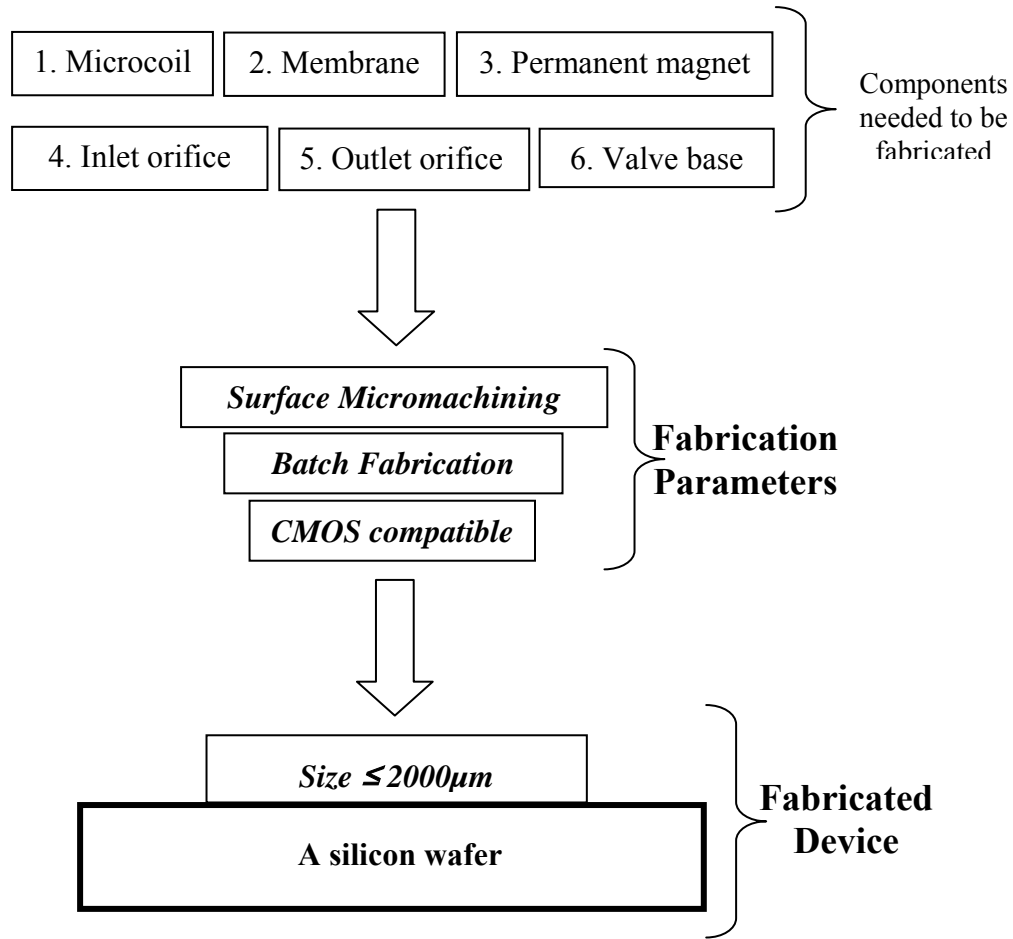 1. Microcoil
2. Membrane
3. Permanent magnet
4. Inlet orifice
5. Outlet orifice
6. Valve base
Components
needed to be
fabricated
Surface Micromachining
Batch Fabrication
CMOS compatible
Fabrication
Parameters
Size ≤2000μm
A silicon wafer
Fabricated
Device